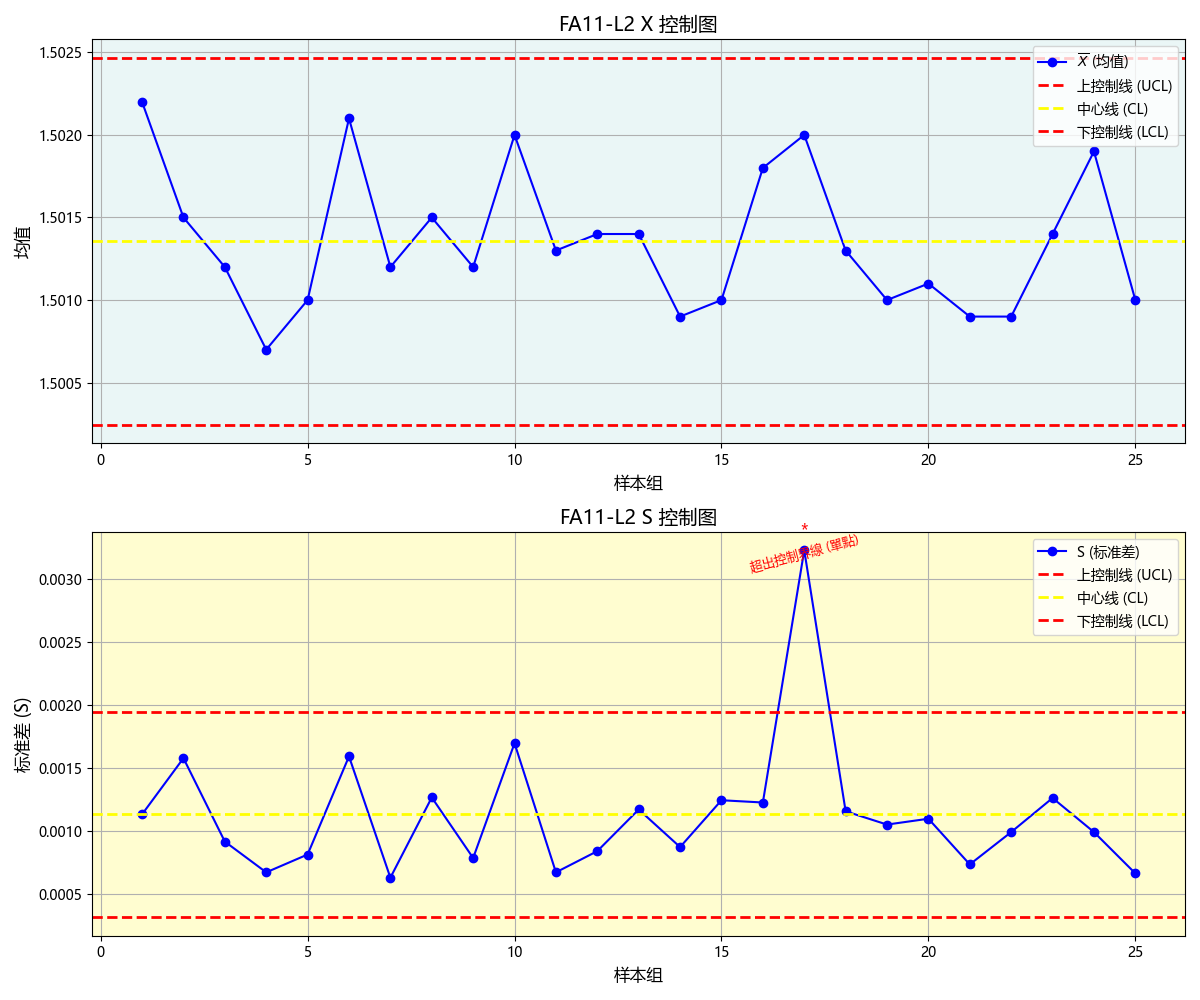 FA11-L2 X 控制图
1.5025
1.5020
1.5015
1.5010
1.5005
均值
X (均值)
上控制线 (UCL)
中心线 (CL)
下控制线 (LCL)
0 5 10 15 20 25
样本组
FA11-L2 S 控制图
*
超出控制界線 (單點)
0.0030
0.0025
0.0020
0.0015
0.0010
0.0005
标准差 (S)
S (标准差)
上控制线 (UCL)
中心线 (CL)
下控制线 (LCL)
0 5 10 15 20 25
样本组